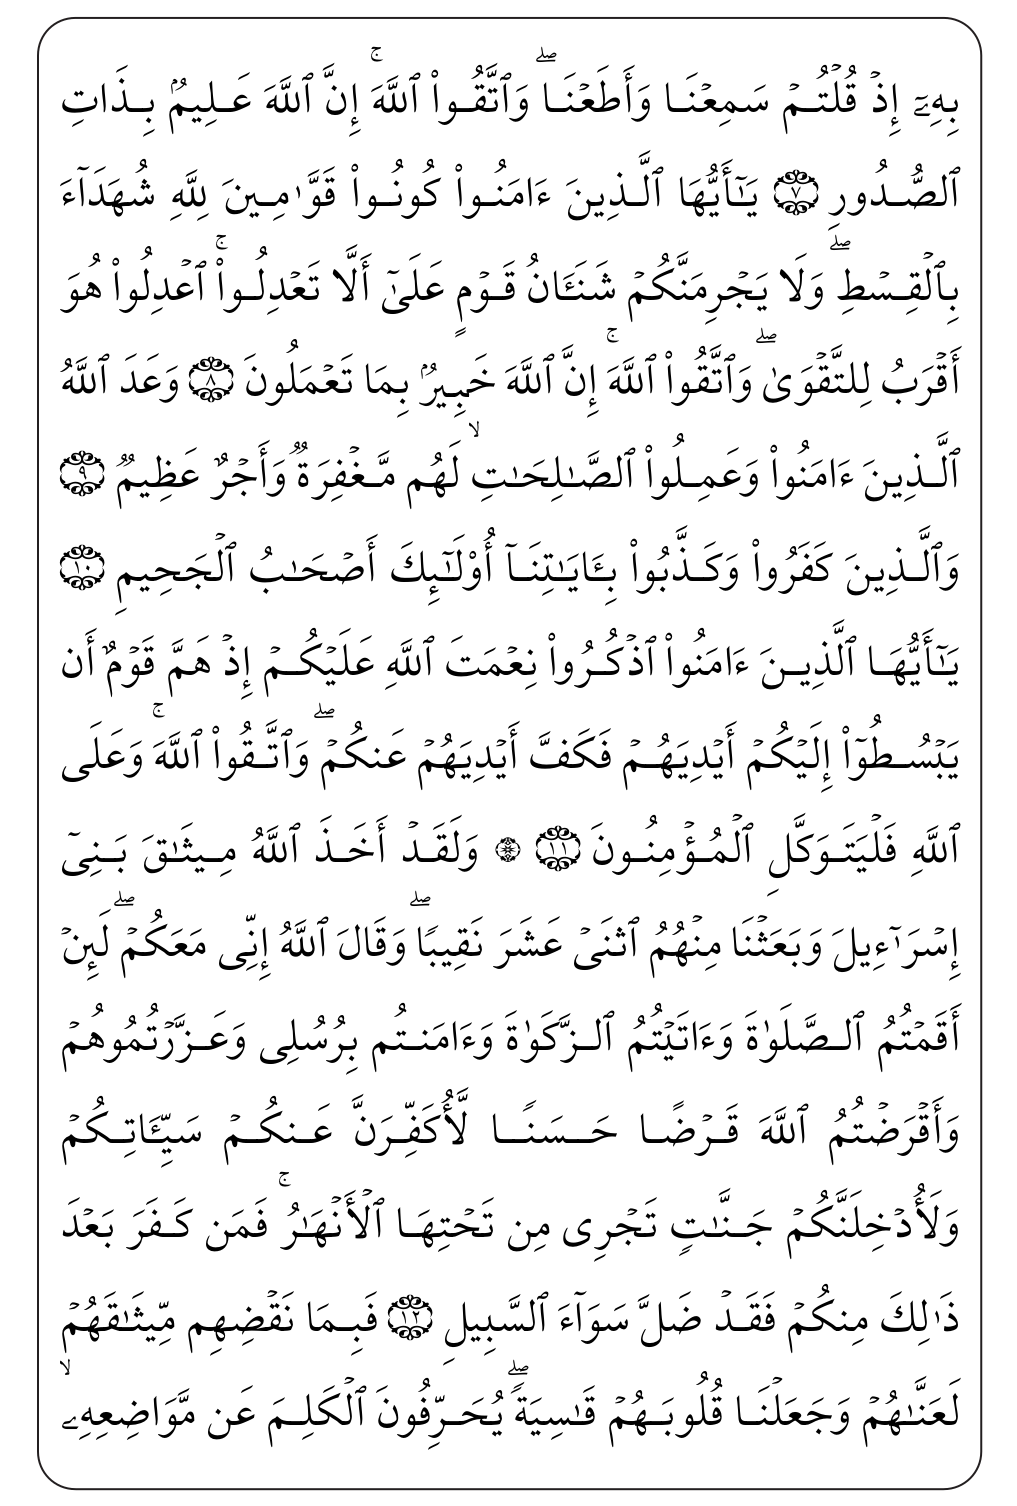 بِهِۦٓ إِذۡ قُلۡتُمۡ سَمِعۡنَا وَأَطَعۡنَاۖ وَٱتَّقُواْ ٱللَّهَۚ إِنَّ ٱللَّهَ عَلِيمُۢ بِذَاتِ
ٱلصُّدُورِ ٧ يَـٰٓأَيُّهَا ٱلَّذِينَ ءَامَنُواْ كُونُواْ قَوَّٰمِينَ لِلَّهِ شُهَدَآءَ
بِٱلۡقِسۡطِۖ وَلَا يَجۡرِمَنَّكُمۡ شَنَـَٔانُ قَوۡمٍ عَلَىٰٓ أَلَّا تَعۡدِلُواْۚ ٱعۡدِلُواْ هُوَ
أَقۡرَبُ لِلتَّقۡوَىٰۖ وَٱتَّقُواْ ٱللَّهَۚ إِنَّ ٱللَّهَ خَبِيرُۢ بِمَا تَعۡمَلُونَ ٨ وَعَدَ ٱللَّهُ
ٱلَّذِينَ ءَامَنُواْ وَعَمِلُواْ ٱلصَّـٰلِحَـٰتِۙ لَهُم مَّغۡفِرَةٞ وَأَجۡرٌ عَظِيمٞ ٩
وَٱلَّذِينَ كَفَرُواْ وَكَذَّبُواْ بِـَٔايَـٰتِنَآ أُوْلَـٰٓئِكَ أَصۡحَـٰبُ ٱلۡجَحِيمِ ١٠
يَـٰٓأَيُّهَا ٱلَّذِينَ ءَامَنُواْ ٱذۡكُرُواْ نِعۡمَتَ ٱللَّهِ عَلَيۡكُمۡ إِذۡ هَمَّ قَوۡمٌ أَن
يَبۡسُطُوٓاْ إِلَيۡكُمۡ أَيۡدِيَهُمۡ فَكَفَّ أَيۡدِيَهُمۡ عَنكُمۡۖ وَٱتَّقُواْ ٱللَّهَۚ وَعَلَى
ٱللَّهِ فَلۡيَتَوَكَّلِ ٱلۡمُؤۡمِنُونَ ١١ ۞ وَلَقَدۡ أَخَذَ ٱللَّهُ مِيثَـٰقَ بَنِىٓ
إِسۡرَـٰٓءِيلَ وَبَعَثۡنَا مِنۡهُمُ ٱثۡنَىۡ عَشَرَ نَقِيبٗاۖ وَقَالَ ٱللَّهُ إِنِّى مَعَكُمۡۖ لَئِنۡ
أَقَمۡتُمُ ٱلصَّلَوٰةَ وَءَاتَيۡتُمُ ٱلزَّكَوٰةَ وَءَامَنتُم بِرُسُلِى وَعَزَّرۡتُمُوهُمۡ
وَأَقۡرَضۡتُمُ ٱللَّهَ قَرۡضًا حَسَنٗا لَّأُكَفِّرَنَّ عَنكُمۡ سَيِّـَٔاتِكُمۡ
وَلَأُدۡخِلَنَّكُمۡ جَنَّـٰتٖ تَجۡرِى مِن تَحۡتِهَا ٱلۡأَنۡهَـٰرُۚ فَمَن كَفَرَ بَعۡدَ
ذَٰلِكَ مِنكُمۡ فَقَدۡ ضَلَّ سَوَآءَ ٱلسَّبِيلِ ١٢ فَبِمَا نَقۡضِهِم مِّيثَـٰقَهُمۡ
لَعَنَّـٰهُمۡ وَجَعَلۡنَا قُلُوبَهُمۡ قَـٰسِيَةٗۖ يُحَرِّفُونَ ٱلۡكَلِمَ عَن مَّوَاضِعِهِۦۙ